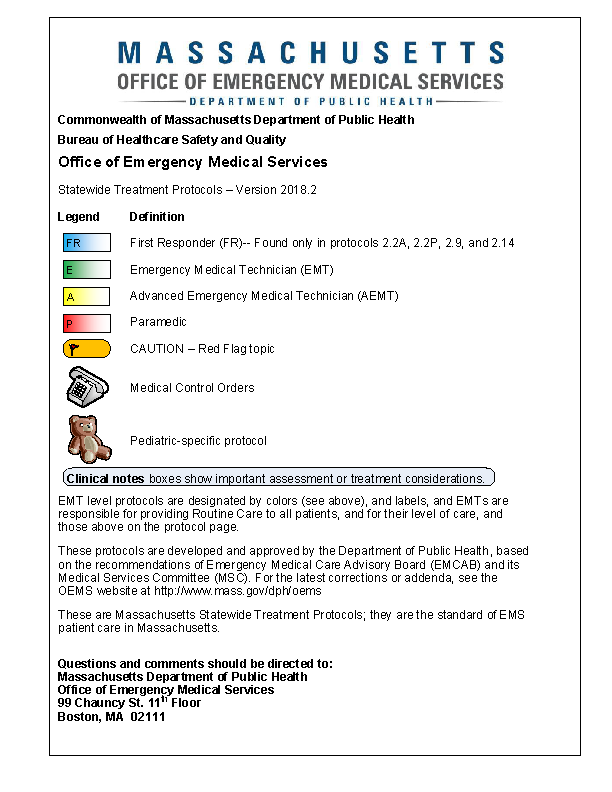 MASSACHUSETTS
OFFICE OF EMERGENCY MEDICAL SERVICES
DEPARTMENT OF PUBLIC HEALTH
Commonwealth of Massachusetts Department of Public Health
Bureau of Healthcare Safety and Quality
Office of Emergency Medical Services
Statewide Treatment Protocols – Version 2018.2
Legend Definition
FR First Responder (FR)-- Found only in protocols 2.2A, 2.2P, 2.9, and 2.14
E Emergency Medical Technician (EMT)
A Advanced Emergency Medical Technician (AEMT)
P Paramedic
CAUTION – Red Flag topic
Medical Control Orders
Pediatric-specific protocol
Clinical notes boxes show important assessment or treatment considerations.
EMT level protocols are designated by colors (see above), and labels, and EMTs are
responsible for providing Routine Care to all patients, and for their level of care, and
those above on the protocol page.
These protocols are developed and approved by the Department of Public Health, based
on the recommendations of Emergency Medical Care Advisory Board (EMCAB) and its
Medical Services Committee (MSC). For the latest corrections or addenda, see the
OEMS website at http://www.mass.gov/dph/oems
These are Massachusetts Statewide Treatment Protocols; they are the standard of EMS
patient care in Massachusetts.
Questions and comments should be directed to:
Massachusetts Department of Public Health
Office of Emergency Medical Services
99 Chauncy St. 11th Floor
Boston, MA 02111